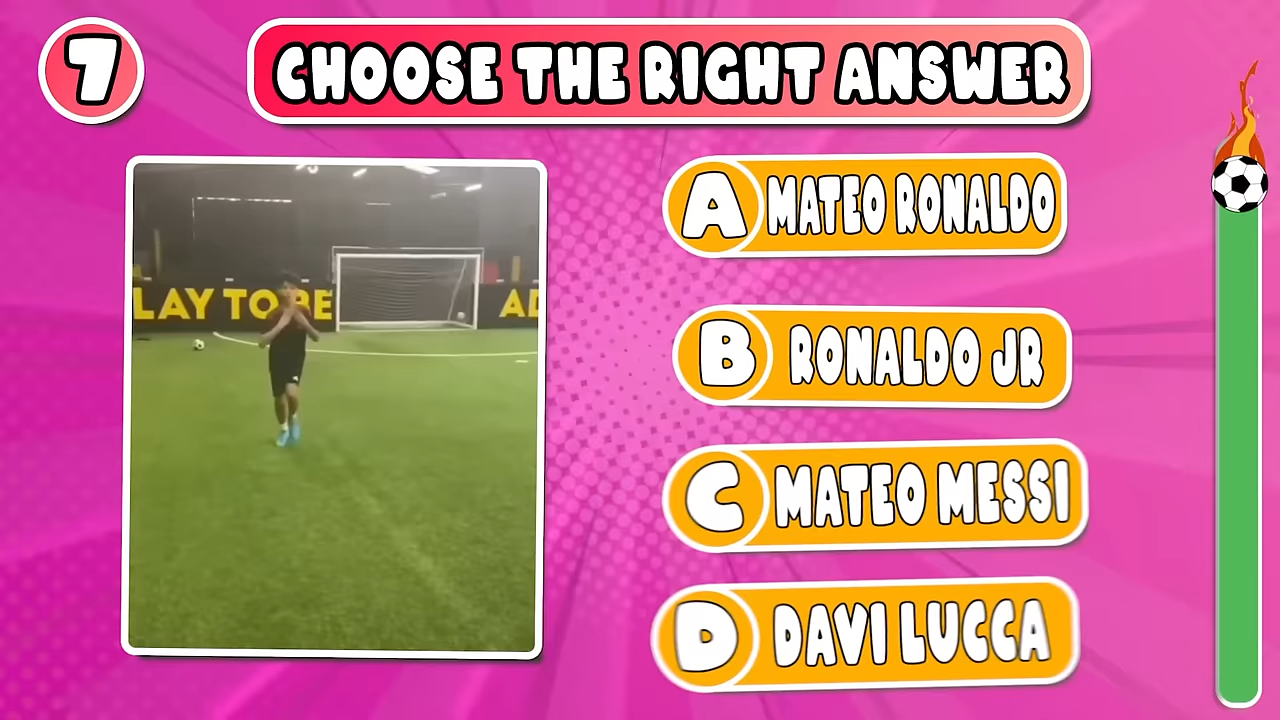 7
CHOOSE THE RIGHT ANSWER
A MATEO RONALDO
LAY TO BE
AD
B RONALDO JR
C MATEO MESSI
D DAVI LUCCA